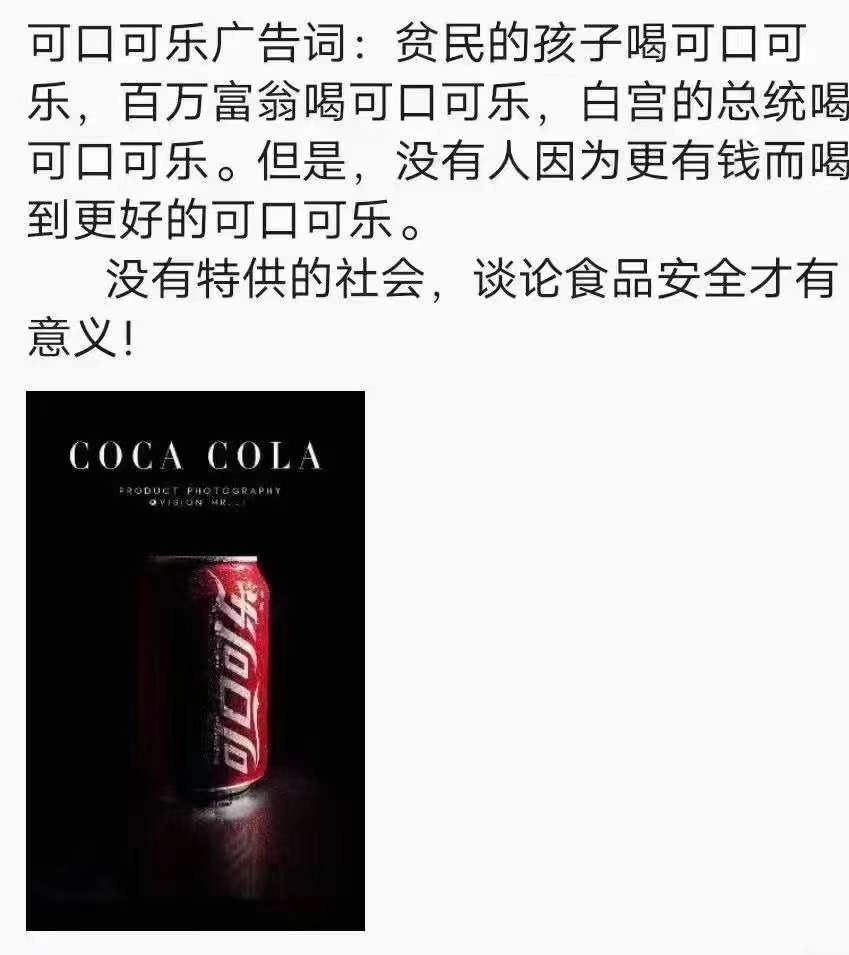 可口可乐广告词：贫民的孩子喝可口可
乐，百万富翁喝可口可乐，白宫的总统喝
可口可乐。但是，没有人因为更有钱而喝
到更好的可口可乐。
没有特供的社会，谈论食品安全才有
意义！
COCA COLA
PRODUCT PHOTOGRAPHY
@VISION MR...
可口可乐